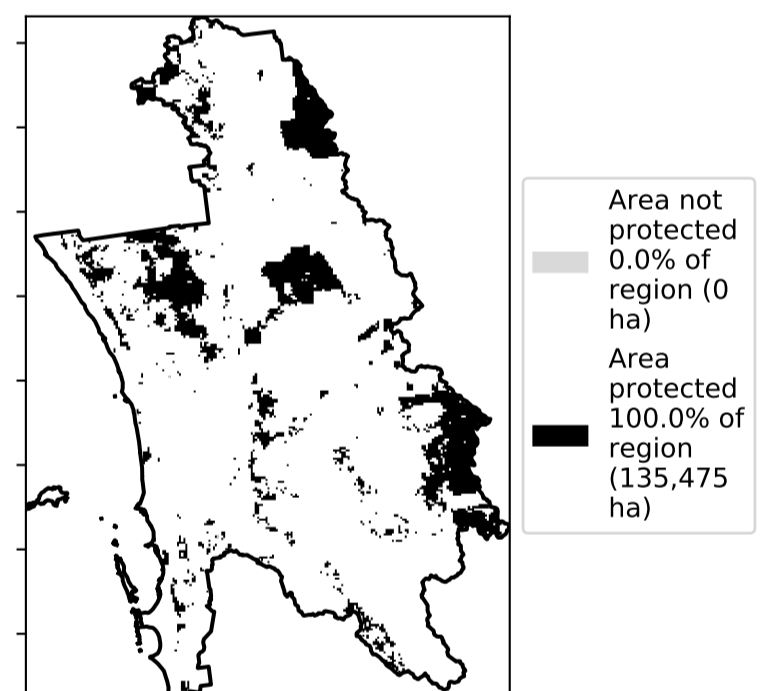 Area not
protected
0.0% of
region (0
ha)
Area
protected
100.0% of
region
(135,475
ha)